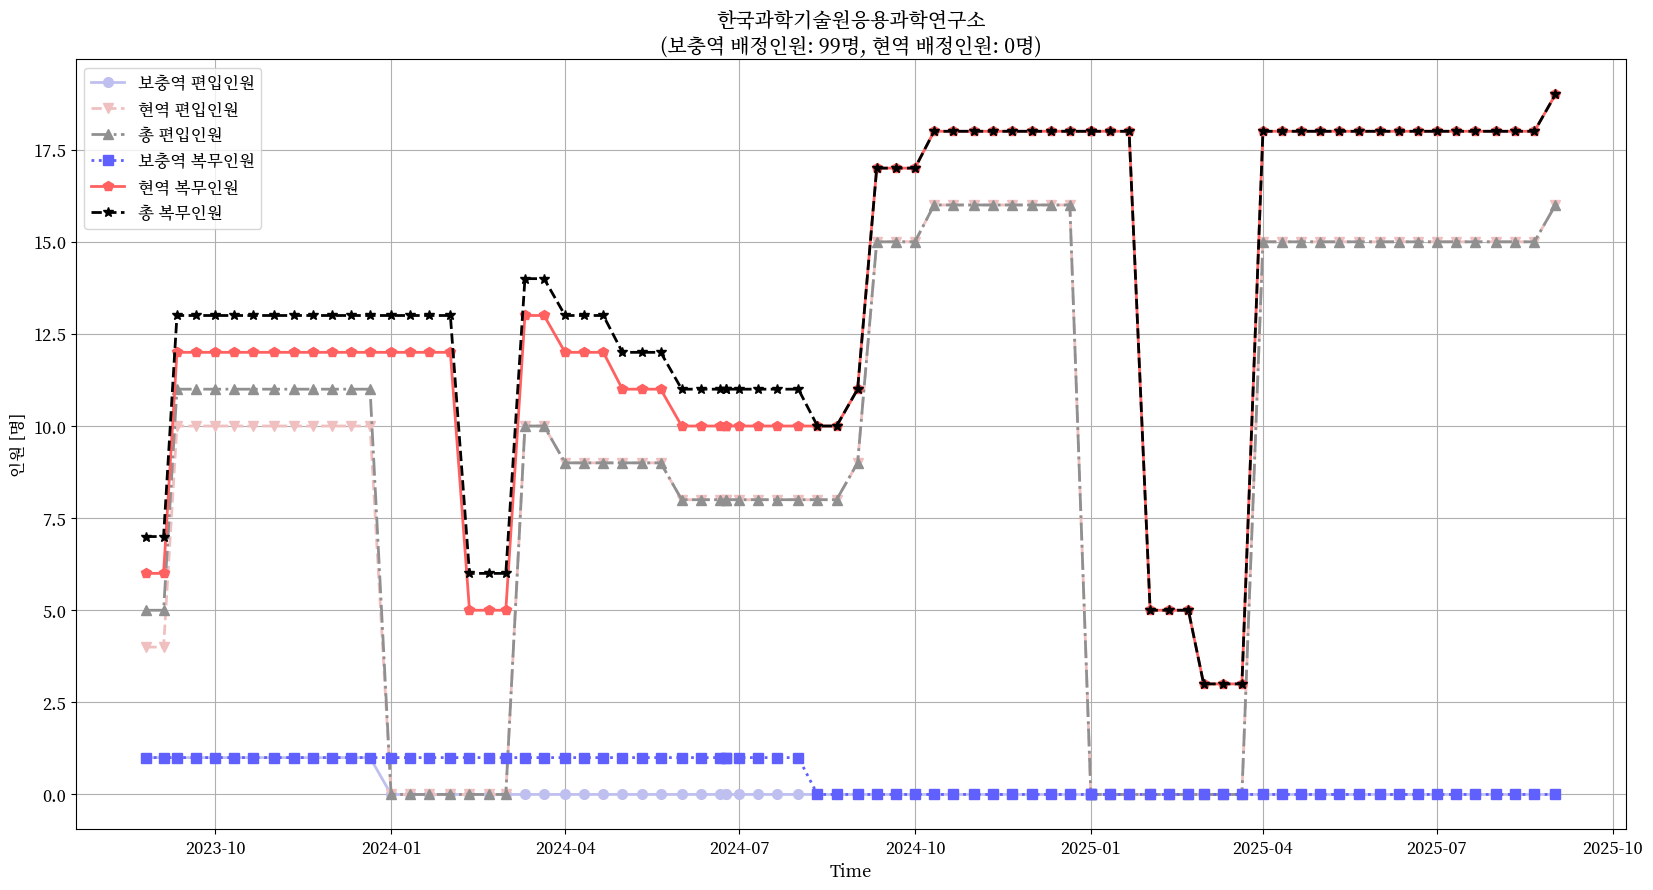 한국과학기술원응용과학연구소
(보충역 배정인원: 99명, 현역 배정인원: 0명)
보충역 편입인원
현역 편입인원
총 편입인원
보충역 복무인원
현역 복무인원
총 복무인원
인원 [명]
17.5
15.0
12.5
10.0
7.5
5.0
2.5
0.0
2023-10
2024-01
2024-04
2024-07
2024-10
2025-01
2025-04
2025-07
2025-10
Time